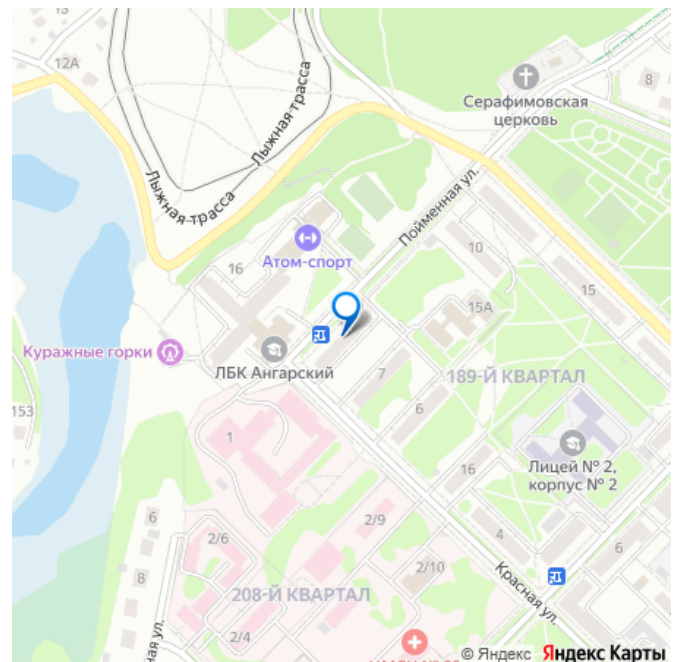 12А
Лыжная трасса
Лыжная трасса
Серафимовская
церковь
8
Пойменная ул.
16
Атом-спорт
10
15А
15
Куражные горки
ЛБК Ангарский
7
189-Й КВАРТАЛ
6
153
1
16
Лицей № 2,
корпус № 2
2/9
6
2/6
4
6
8
2/10
208-Й КВАРТАЛ
Красная ул.
2/4
ная ул.
© Яндекс Яндекс Карты